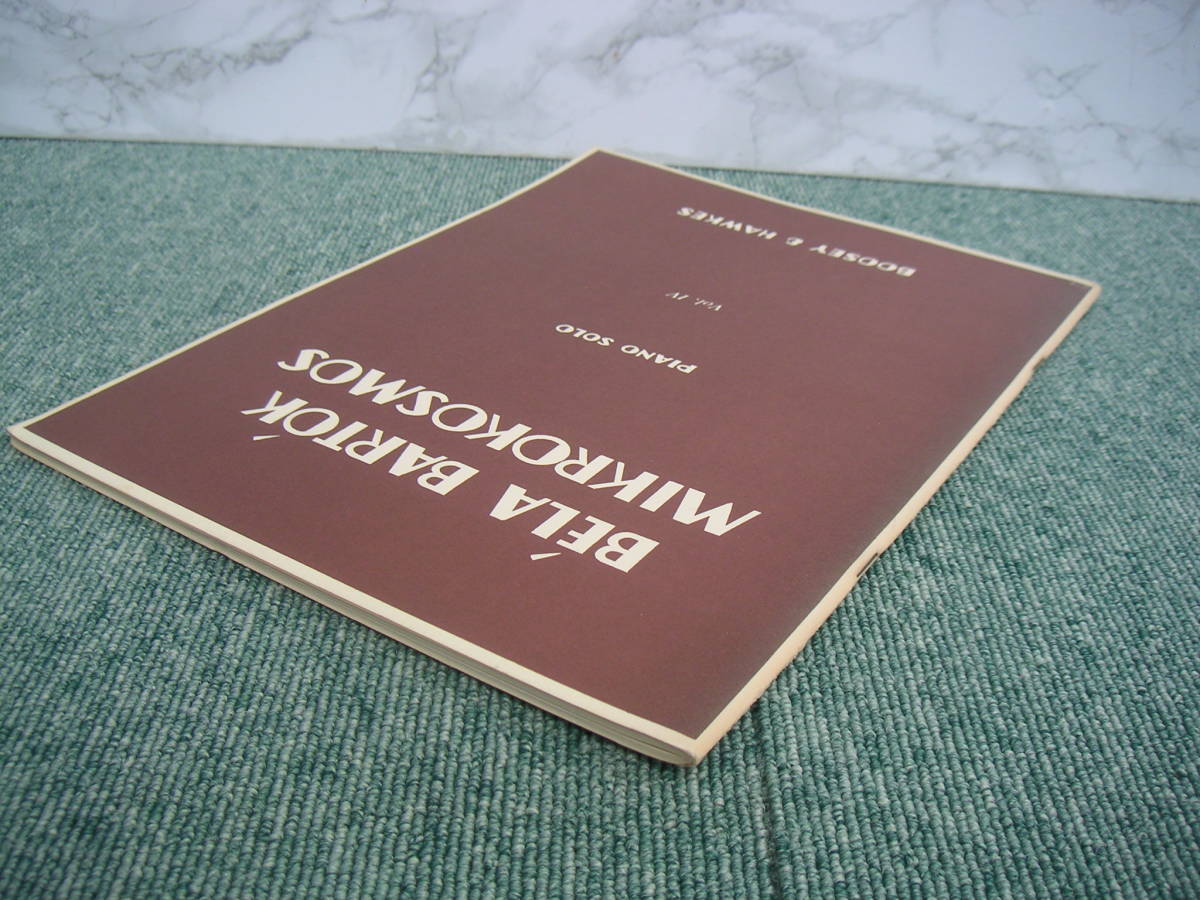 BÉLA BARTÓK
MIKROKOSMOS
PIANO SOLO
Vol. IV
BOOSEY & HAWKES